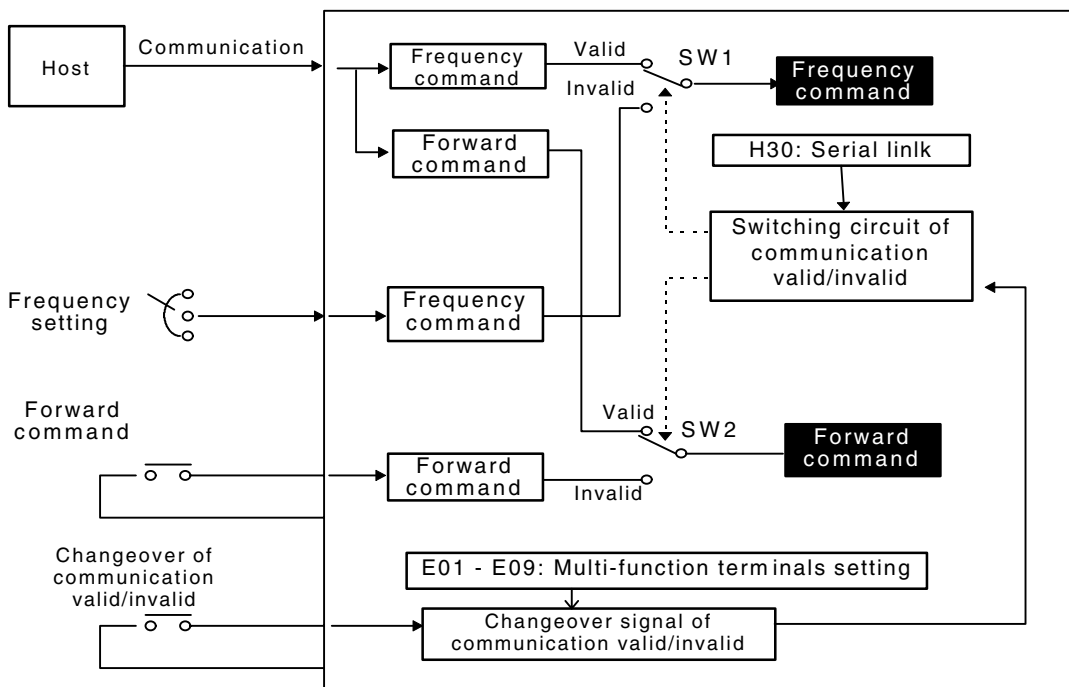 Host
Communication
Frequency
command
Valid
SW1
Frequency
command
Invalid
Forward
command
H30: Serial linlk
Switching circuit of
communication
valid/invalid
Frequency
setting
Frequency
command
Forward
command
Valid
SW2
Forward
command
Forward
command
Invalid
Changeover of
communication
valid/invalid
E01 - E09: Multi-function terminals setting
Changeover signal of
communication valid/invalid